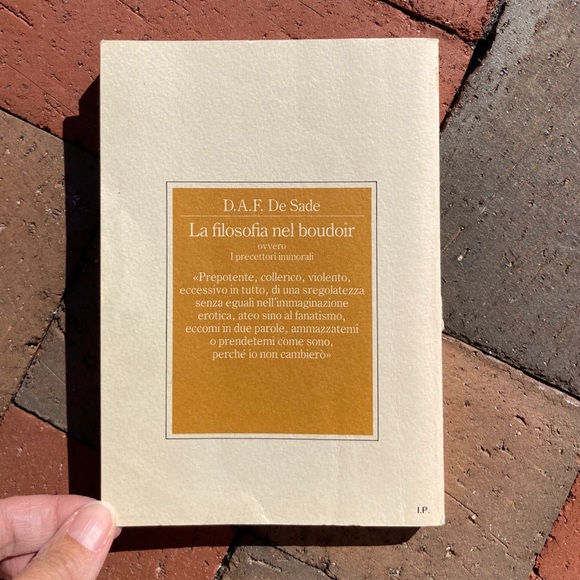 D.A.F. De Sade
La filosofia nel boudoir
ovvero
I precettori immorali
«Prepotente, collerico, violento,
eccessivo in tutto, di una sregolatezza
senza eguali nell'immaginazione
erotica, ateo sino al fanatismo,
eccomi in due parole, ammazzatemi
o prendetemi come sono,
perché io non cambierò»
I.P.